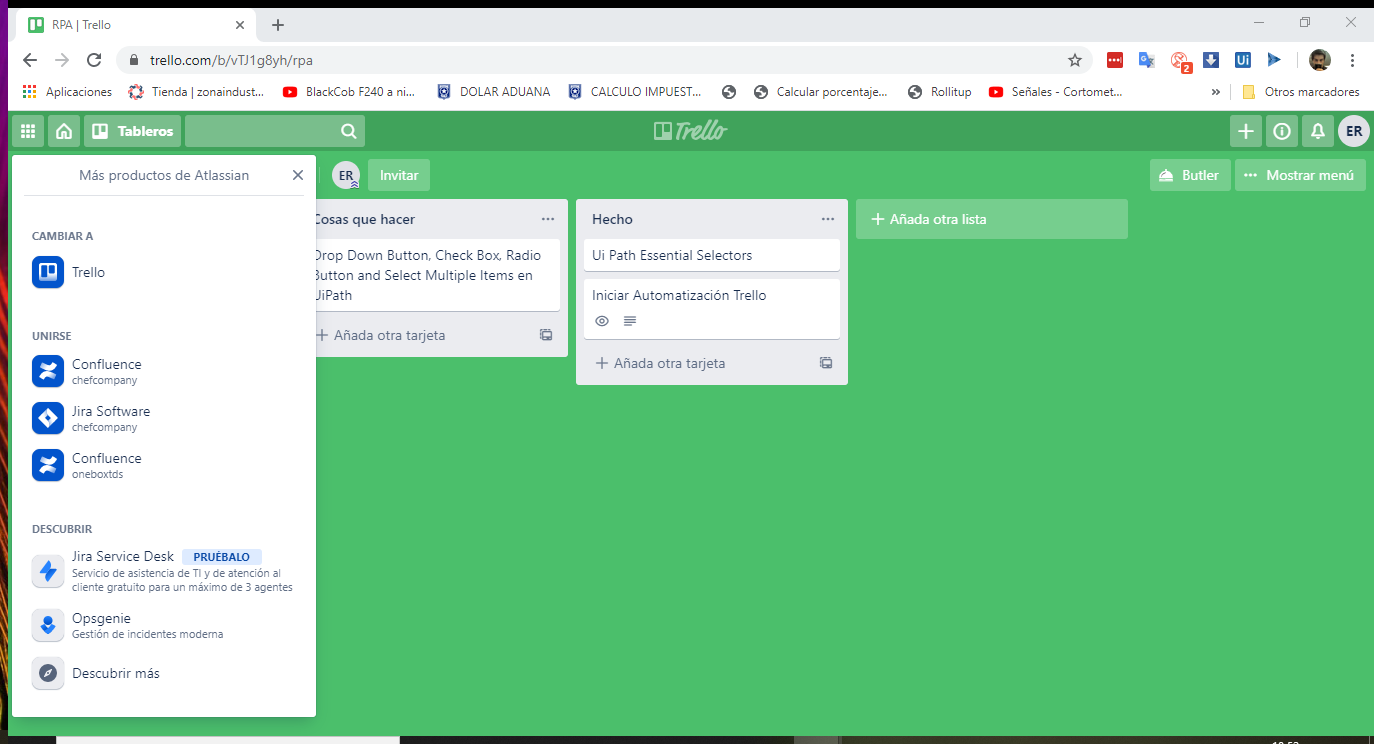 RPA | Trello
trello.com/b/vTJ1g8yh/rpa
2
Ui
Aplicaciones
Tienda | zonaindust...
BlackCob F240 a ni...
DOLAR ADUANA
CALCULO IMPUEST...
Calcular porcentaje...
Rollitup
Señales - Cortomet...
»
Otros marcadores
Tableros
Trello
ER
Más productos de Atlassian
ER
Invitar
Butler
Mostrar menú
CAMBIAR A
Trello
UNIRSE
Confluence
chefcompany
Jira Software
chefcompany
Confluence
oneboxtds
DESCUBRIR
Jira Service Desk PRUÉBALO
Servicio de asistencia de TI y de atención al
cliente gratuito para un máximo de 3 agentes
Opsgenie
Gestión de incidentes moderna
Descubrir más
Cosas que hacer
Drop Down Button, Check Box, Radio
Button and Select Multiple Items en
UiPath
Añada otra tarjeta
Hecho
Ui Path Essential Selectors
Iniciar Automatización Trello
Añada otra tarjeta
Añada otra lista